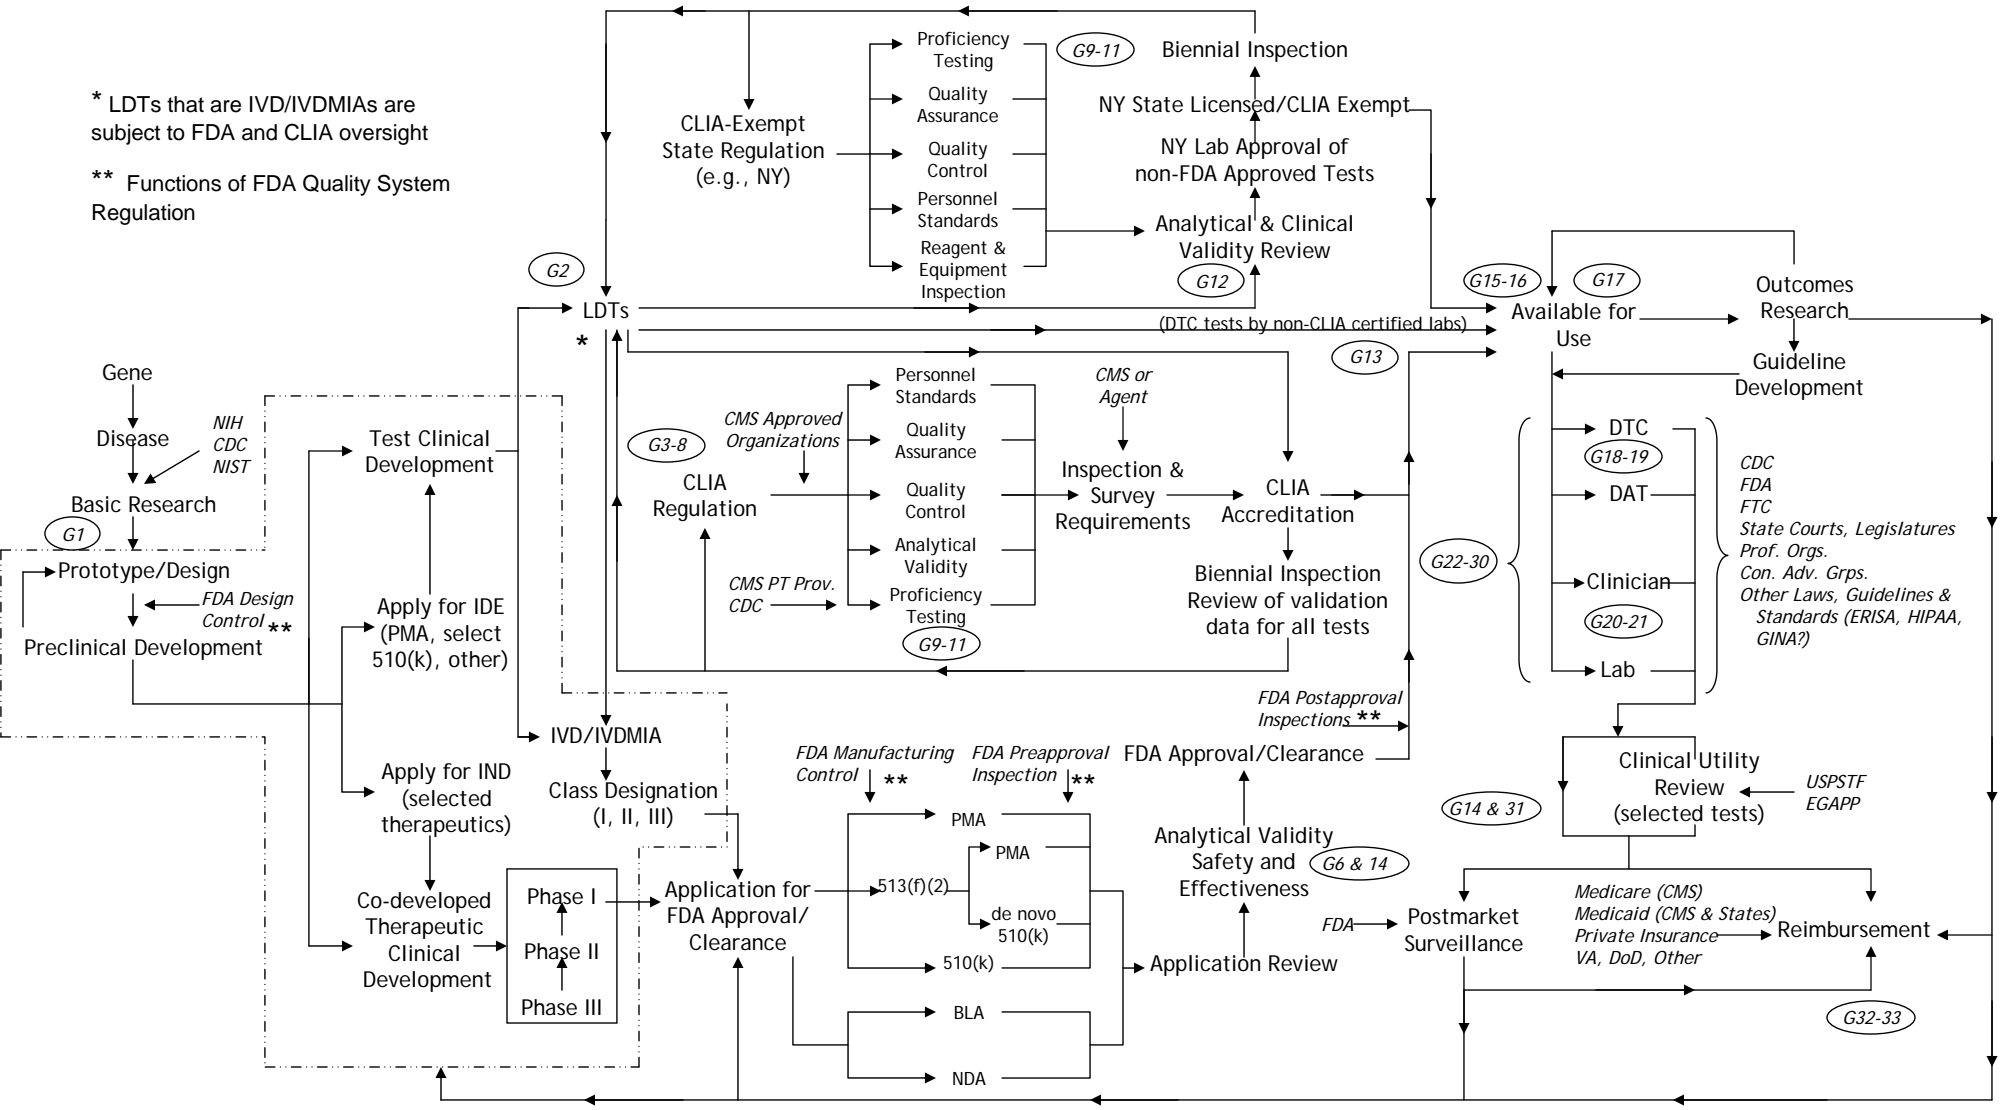 * LDTs that are IVD/IVDMIAs are
subject to FDA and CLIA oversight
** Functions of FDA Quality System
Regulation
Gene
Disease
NIH
CDC
NIST
Basic Research
G1
Prototype/Design
FDA Design
Control **
Preclinical Development
Test Clinical
Development
Apply for IDE
(PMA, select
510(k), other)
Apply for IND
(selected
therapeutics)
Co-developed
Therapeutic
Clinical
Development
Phase I
Phase II
Phase III
G2
LDTs
*
IVD/IVDMIA
Class Designation
(I, II, III)
CLIA-Exempt
State Regulation
(e.g., NY)
Proficiency
Testing
Quality
Assurance
Quality
Control
Personnel
Standards
Reagent &
Equipment
Inspection
G9-11
Biennial Inspection
NY State Licensed/CLIA Exempt
NY Lab Approval of
non-FDA Approved Tests
Analytical & Clinical
Validity Review
G12
(DTC tests by non-CLIA certified labs)
G13
G3-8
CLIA
Regulation
CMS Approved
Organizations
CMS PT Prov.
CDC
Personnel
Standards
Quality
Assurance
Quality
Control
Analytical
Validity
Proficiency
Testing
G9-11
CMS or
Agent
Inspection &
Survey
Requirements
CLIA
Accreditation
Biennial Inspection
Review of validation
data for all tests
FDA Postapproval
Inspections **
FDA Approval/Clearance
FDA Manufacturing
Control **
FDA Preapproval
Inspection **
Application for
FDA Approval/
Clearance
PMA
513(f)(2)
PMA
de novo
510(k)
510(k)
BLA
NDA
Application Review
Analytical Validity
Safety and
Effectiveness
G6 & 14
G15-16
G17
Available for
Use
Outcomes
Research
Guideline
Development
DTC
G18-19
DAT
Clinician
G20-21
Lab
G22-30
CDC
FDA
FTC
State Courts, Legislatures
Prof. Orgs.
Con. Adv. Grps.
Other Laws, Guidelines &
Standards (ERISA, HIPAA,
GINA?)
Clinical Utility
Review
(selected tests)
USPSTF
EGAPP
G14 & 31
FDA
Postmarket
Surveillance
Medicare (CMS)
Medicaid (CMS & States)
Private Insurance
VA, DoD, Other
Reimbursement
G32-33